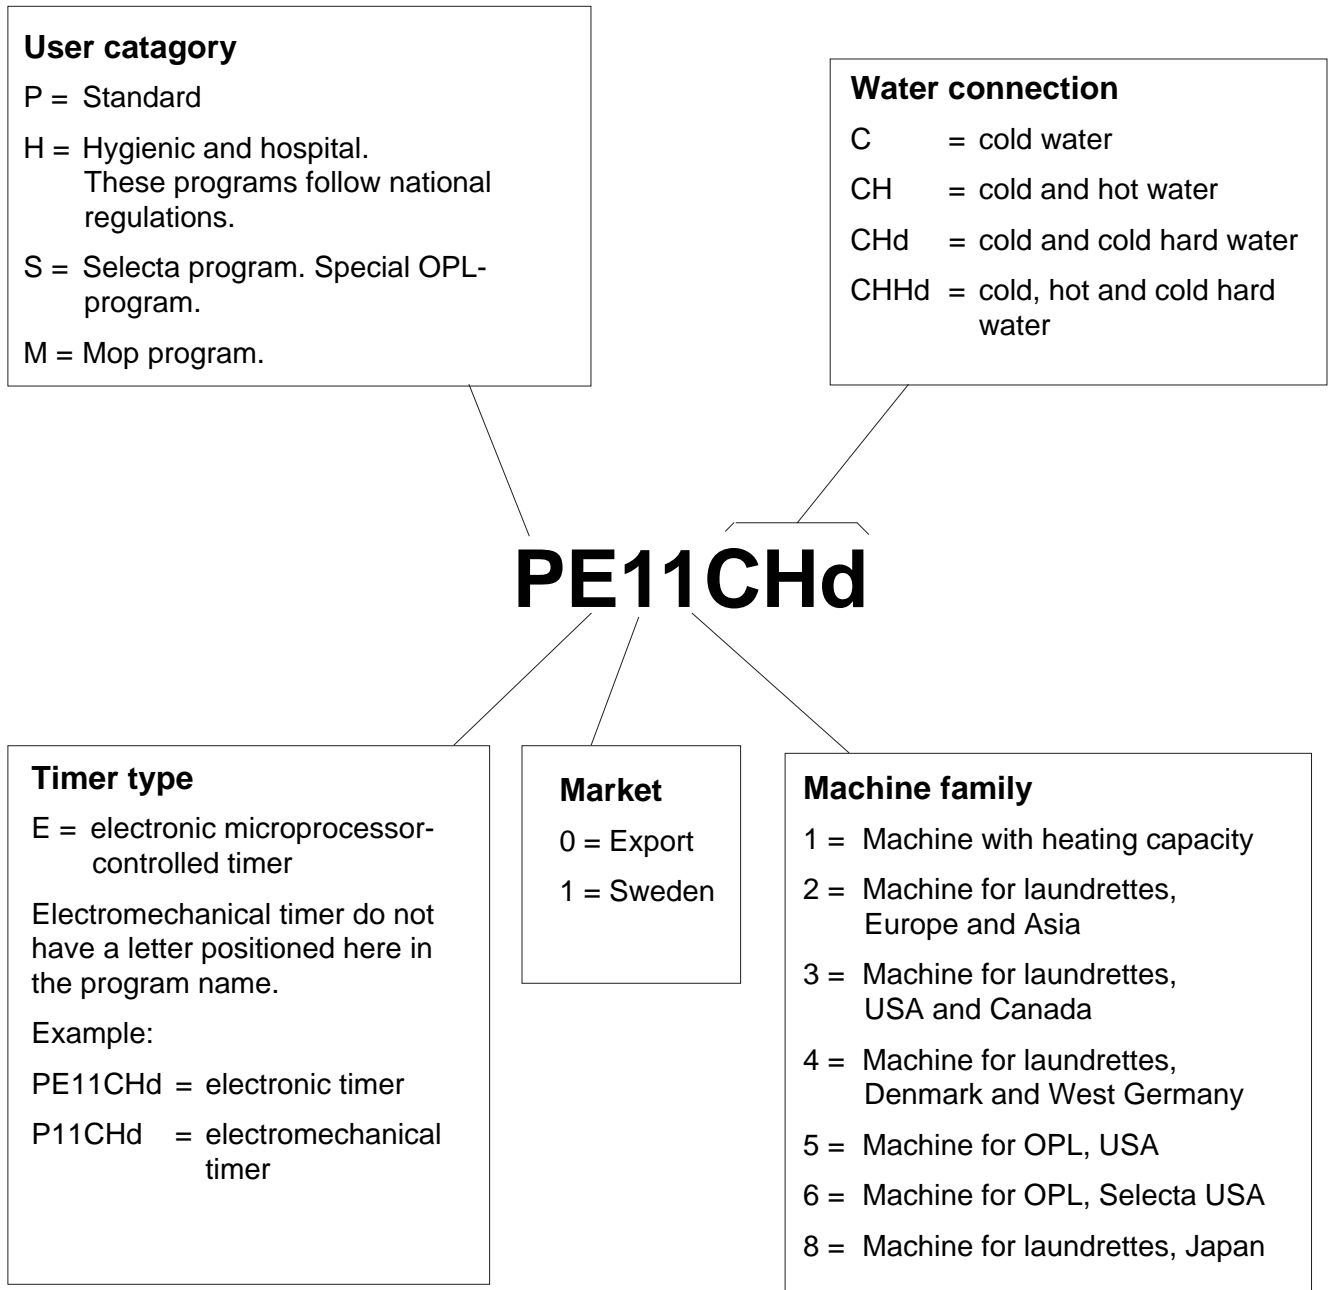 User catagory
P = Standard
H = Hygienic and hospital.
These programs follow national
regulations.
S = Selecta program. Special OPL-
program.
M = Mop program.
Water connection
C = cold water
CH = cold and hot water
CHd = cold and cold hard water
CHHd = cold, hot and cold hard
water
PE11CHd
Timer type
E = electronic microprocessor-
controlled timer
Electromechanical timer do not
have a letter positioned here in
the program name.
Example:
PE11CHd = electronic timer
P11CHd = electromechanical
timer
Market
0 = Export
1 = Sweden
Machine family
1 = Machine with heating capacity
2 = Machine for laundrettes,
Europe and Asia
3 = Machine for laundrettes,
USA and Canada
4 = Machine for laundrettes,
Denmark and West Germany
5 = Machine for OPL, USA
6 = Machine for OPL, Selecta USA
8 = Machine for laundrettes, Japan